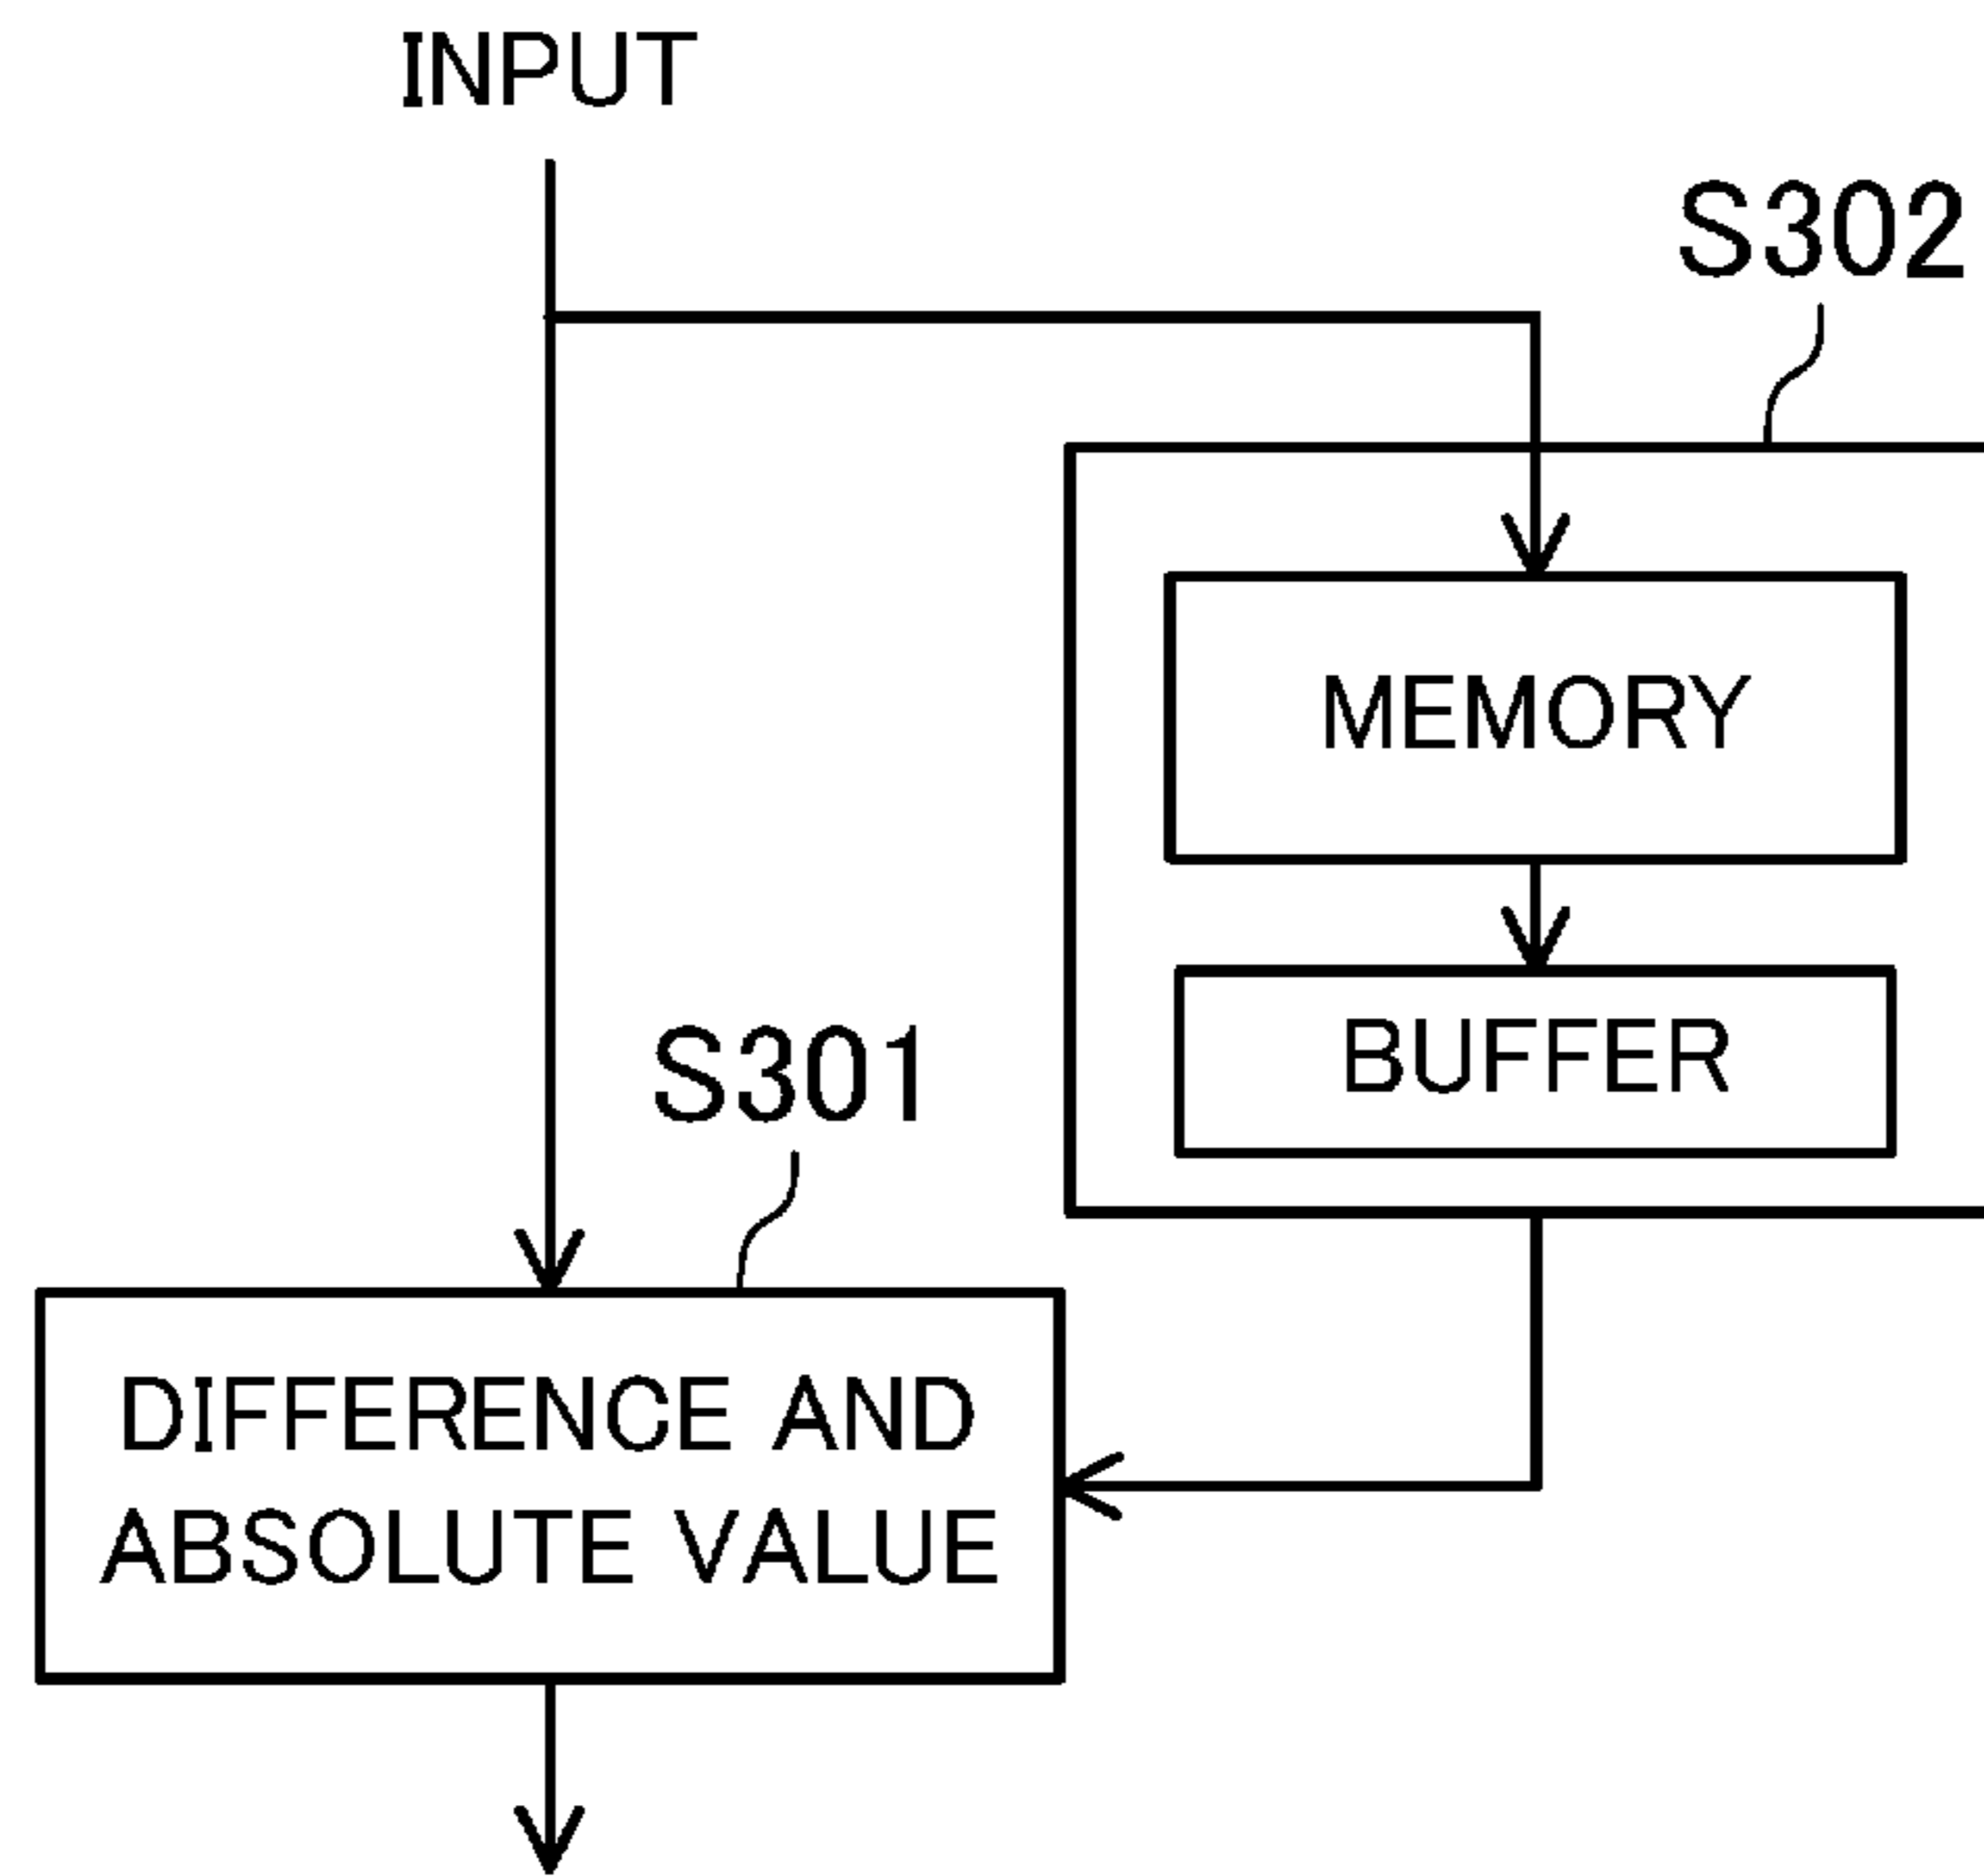 INPUT
S302
MEMORY
BUFFER
S301
DIFFERENCE AND
ABSOLUTE VALUE